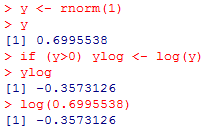 > y <- rnorm(1)
> y
[1] 0.6995538
> if (y>0) ylog <- log(y)
> ylog
[1] -0.3573126
> log(0.6995538)
[1] -0.3573126